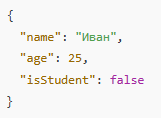 {
"name": "Иван",
"age": 25,
"isStudent": false
}